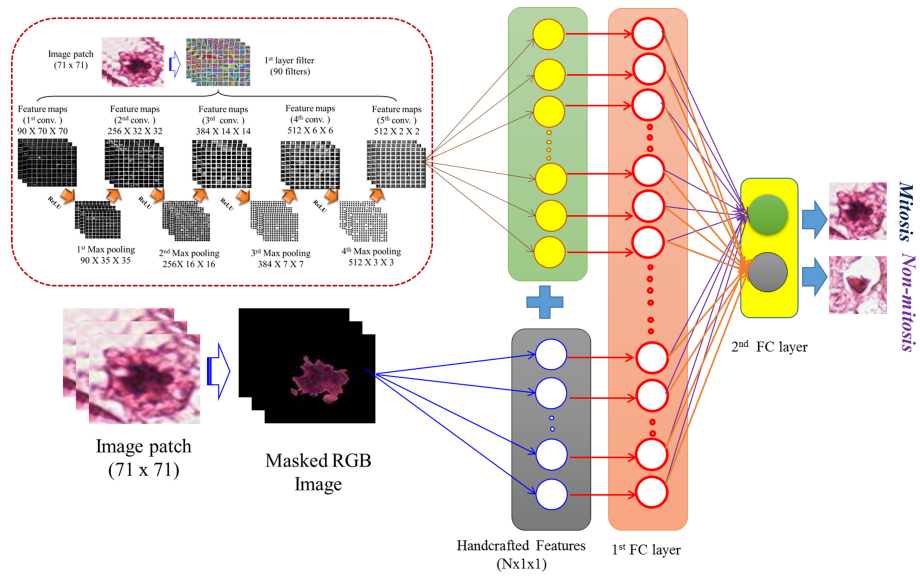 Image patch
(71 x 71)
1st layer filter
(90 filters)
Feature maps
(1st conv. )
90 X 70 X 70
Feature maps
(2nd conv. )
256 X 32 X 32
Feature maps
(3rd conv. )
384 X 14 X 14
Feature maps
(4th conv. )
512 X 6 X 6
Feature maps
(5th conv. )
512 X 2 X 2
ReLU
ReLU
ReLU
ReLU
1st Max pooling
90 X 35 X 35
2nd Max pooling
256X 16 X 16
3rd Max pooling
384 X 7 X 7
4th Max pooling
512 X 3 X 3
Image patch
(71 x 71)
Masked RGB
Image
Handcrafted Features
(Nx1x1)
1st FC layer
2nd FC layer
Mitosis
Non-mitosis